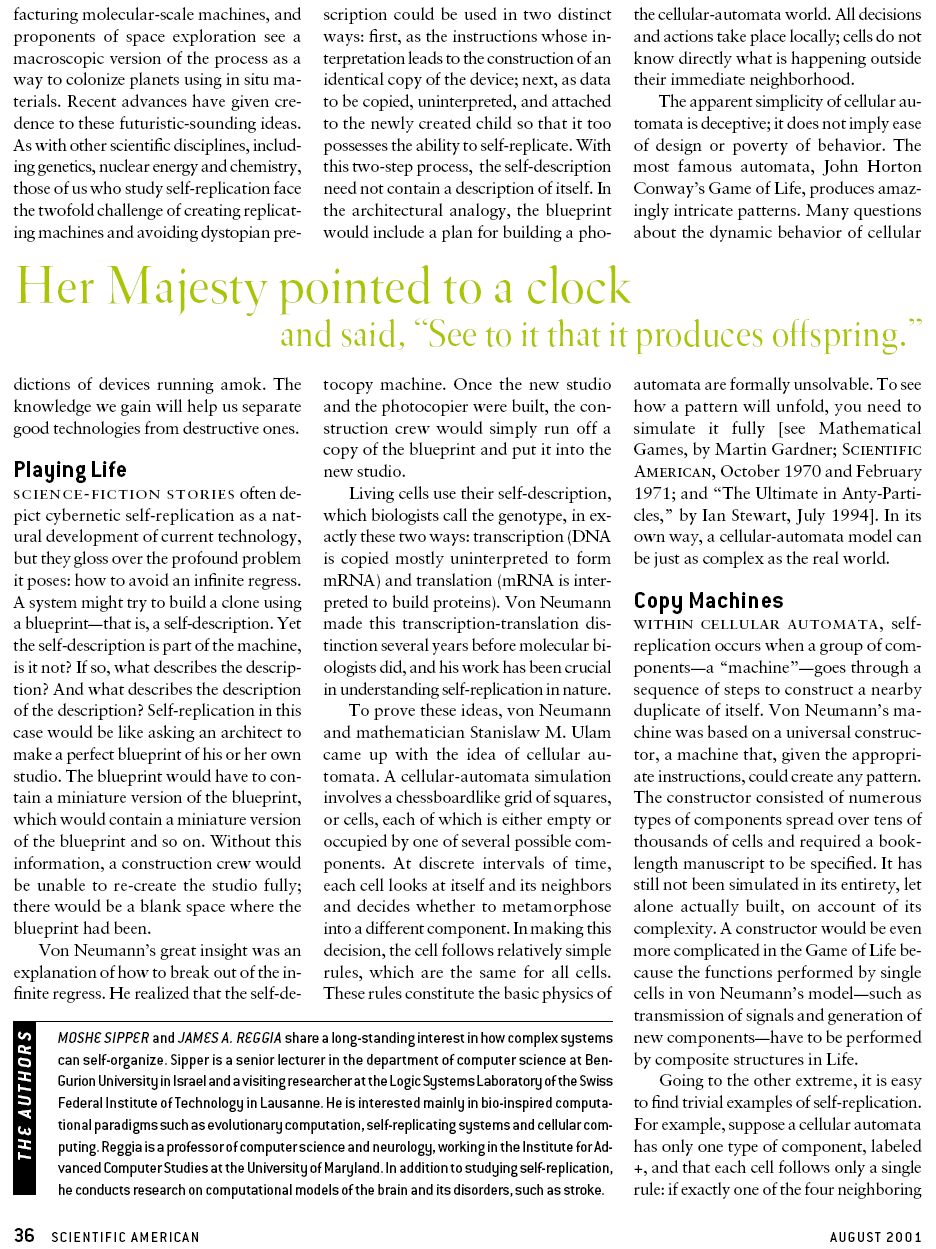 facturing molecular-scale machines, and
proponents of space exploration see a
macroscopic version of the process as a
way to colonize planets using in situ ma-
terials. Recent advances have given cre-
dence to these futuristic-sounding ideas.
As with other scientific disciplines, includ-
ing genetics, nuclear energy and chemistry,
those of us who study self-replication face
the twofold challenge of creating replicat-
ing machines and avoiding dystopian pre-
dictions of devices running amok. The
knowledge we gain will help us separate
good technologies from destructive ones.
Playing Life
SCIENCE-FICTION STORIES often de-
pict cybernetic self-replication as a nat-
ural development of current technology,
but they gloss over the profound problem
it poses: how to avoid an infinite regress.
A system might try to build a clone using
a blueprint—that is, a self-description. Yet
the self-description is part of the machine,
is it not? If so, what describes the descrip-
tion? And what describes the description
of the description? Self-replication in this
case would be like asking an architect to
make a perfect blueprint of his or her own
studio. The blueprint would have to con-
tain a miniature version of the blueprint,
which would contain a miniature version
of the blueprint and so on. Without this
information, a construction crew would
be unable to re-create the studio fully;
there would be a blank space where the
blueprint had been.
Von Neumann's great insight was an
explanation of how to break out of the in-
finite regress. He realized that the self-de-
scription could be used in two distinct
ways: first, as the instructions whose in-
terpretation leads to the construction of an
identical copy of the device; next, as data
to be copied, uninterpreted, and attached
to the newly created child so that it too
possesses the ability to self-replicate. With
this two-step process, the self-description
need not contain a description of itself. In
the architectural analogy, the blueprint
would include a plan for building a pho-
tocopy machine. Once the new studio
and the photocopier were built, the con-
struction crew would simply run off a
copy of the blueprint and put it into the
new studio.
Living cells use their self-description,
which biologists call the genotype, in ex-
actly these two ways: transcription (DNA
is copied mostly uninterpreted to form
mRNA) and translation (mRNA is inter-
preted to build proteins). Von Neumann
made this transcription-translation dis-
tinction several years before molecular bi-
ologists did, and his work has been crucial
in understanding self-replication in nature.
To prove these ideas, von Neumann
and mathematician Stanislaw M. Ulam
came up with the idea of cellular au-
tomata. A cellular-automata simulation
involves a chessboardlike grid of squares,
or cells, each of which is either empty or
occupied by one of several possible com-
ponents. At discrete intervals of time,
each cell looks at itself and its neighbors
and decides whether to metamorphose
into a different component. In making this
decision, the cell follows relatively simple
rules, which are the same for all cells.
These rules constitute the basic physics of
the cellular-automata world. All decisions
and actions take place locally; cells do not
know directly what is happening outside
their immediate neighborhood.
The apparent simplicity of cellular au-
tomata is deceptive; it does not imply ease
of design or poverty of behavior. The
most famous automata, John Horton
Conway's Game of Life, produces amaz-
ingly intricate patterns. Many questions
about the dynamic behavior of cellular
automata are formally unsolvable. To see
how a pattern will unfold, you need to
simulate it fully [see Mathematical
Games, by Martin Gardner; SCIENTIFIC
AMERICAN, October 1970 and February
1971; and "The Ultimate in Anty-Parti-
cles," by Ian Stewart, July 1994]. In its
own way, a cellular-automata model can
be just as complex as the real world.
Copy Machines
WITHIN CELLULAR AUTOMATA, self-
replication occurs when a group of com-
ponents—a "machine"—goes through a
sequence of steps to construct a nearby
duplicate of itself. Von Neumann's ma-
chine was based on a universal construc-
tor, a machine that, given the appropri-
ate instructions, could create any pattern.
The constructor consisted of numerous
types of components spread over tens of
thousands of cells and required a book-
length manuscript to be specified. It has
still not been simulated in its entirety, let
alone actually built, on account of its
complexity. A constructor would be even
more complicated in the Game of Life be-
cause the functions performed by single
cells in von Neumann's model—such as
transmission of signals and generation of
new components—have to be performed
by composite structures in Life.
Going to the other extreme, it is easy
to find trivial examples of self-replication.
For example, suppose a cellular automata
has only one type of component, labeled
+, and that each cell follows only a single
rule: if exactly one of the four neighboring
Her Majesty pointed to a clock
and said, "See to it that it produces offspring."
THE AUTHORS
MOSHE SIPPER and JAMES A. REGGIA share a long-standing interest in how complex systems
can self-organize. Sipper is a senior lecturer in the department of computer science at Ben-
Gurion University in Israel and a visiting researcher at the Logic Systems Laboratory of the Swiss
Federal Institute of Technology in Lausanne. He is interested mainly in bio-inspired computa-
tional paradigms such as evolutionary computation, self-replicating systems and cellular com-
puting. Reggia is a professor of computer science and neurology, working in the Institute for Ad-
vanced Computer Studies at the University of Maryland. In addition to studying self-replication,
he conducts research on computational models of the brain and its disorders, such as stroke.
36 SCIENTIFIC AMERICAN
AUGUST 2001